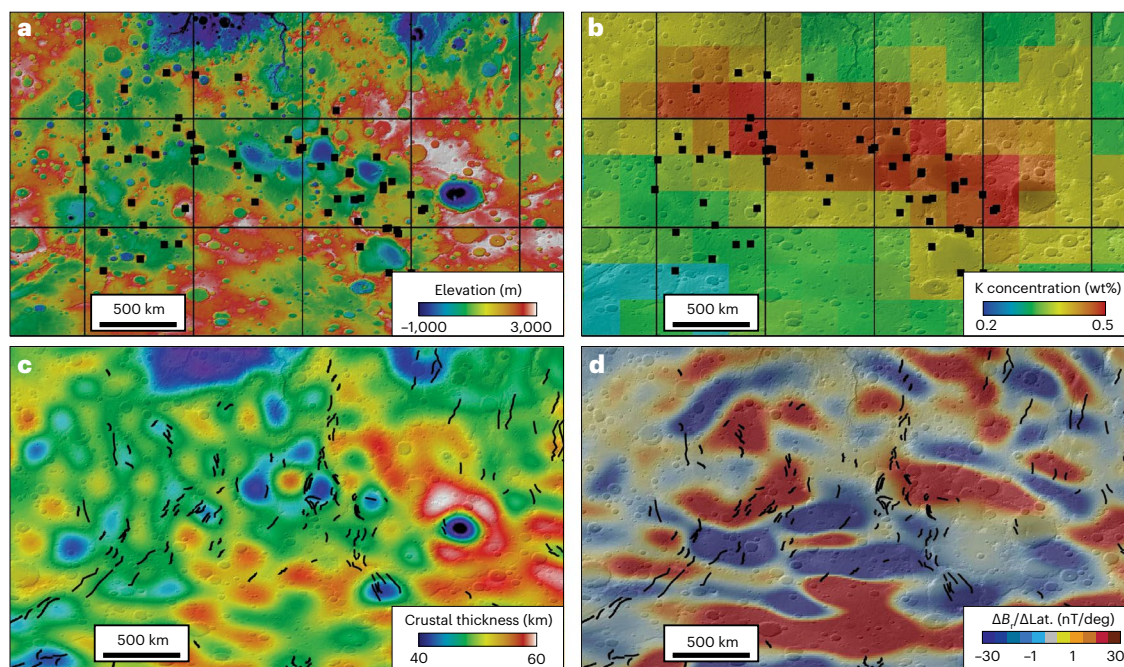 a
b
Elevation (m)
–1,000 3,000
500 km
K concentration (wt%)
0.2 0.5
500 km
c
d
Crustal thickness (km)
40 60
500 km
ΔBr/ΔLat. (nT/deg)
–30 –1 1 30
500 km